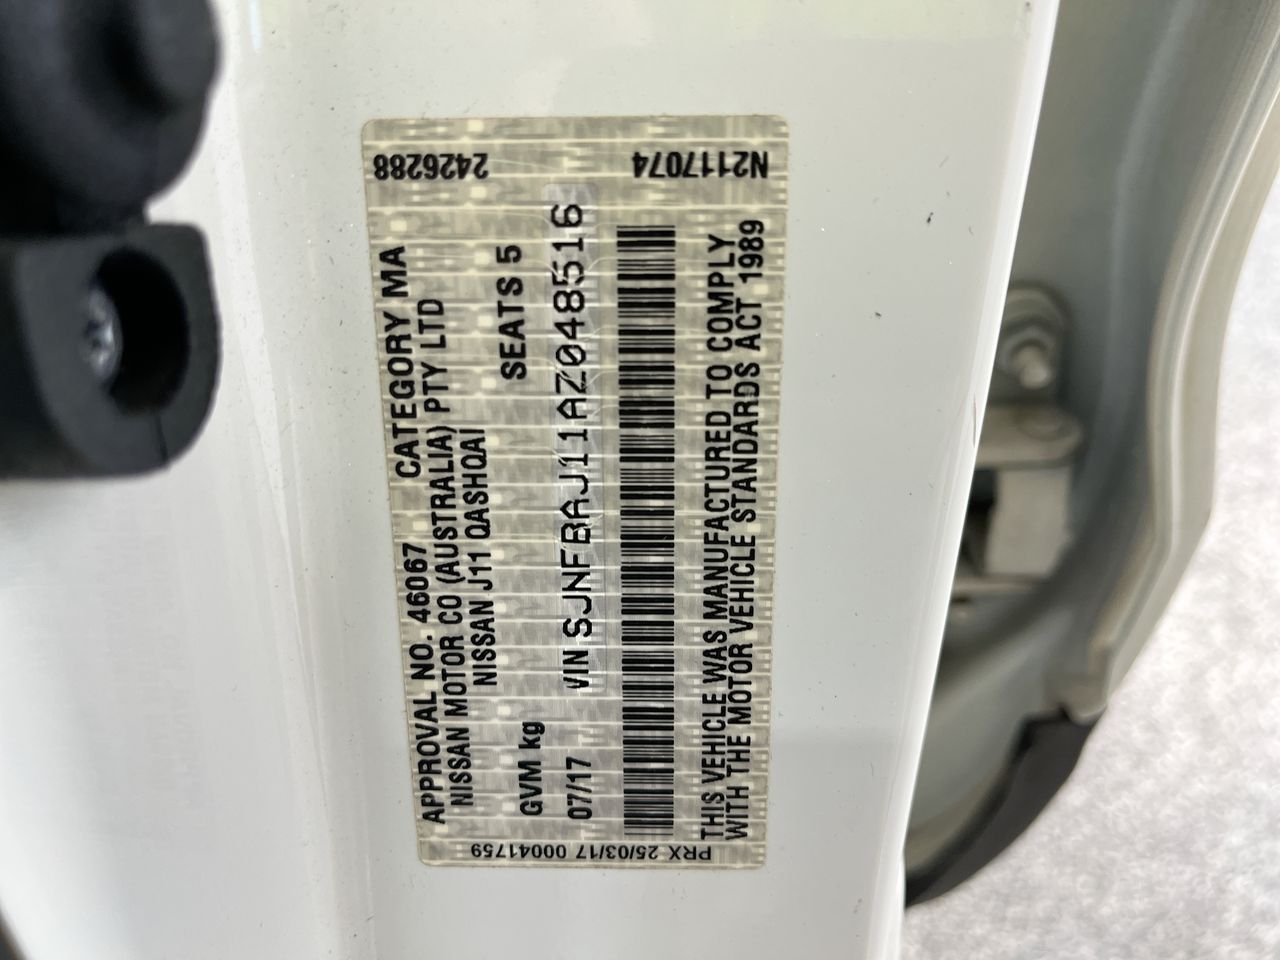 APPROVAL NO. 46067 CATEGORY MA
NISSAN MOTOR CO (AUSTRALIA) PTY LTD
NISSAN J11 QASHQAI
GVM kg SEATS 5
07/17 VIN SJNFBAJ11AZ048516
THIS VEHICLE WAS MANUFACTURED TO COMPLY
WITH THE MOTOR VEHICLE STANDARDS ACT 1989
N2117074 2426288
PRX 25/03/17 00041759